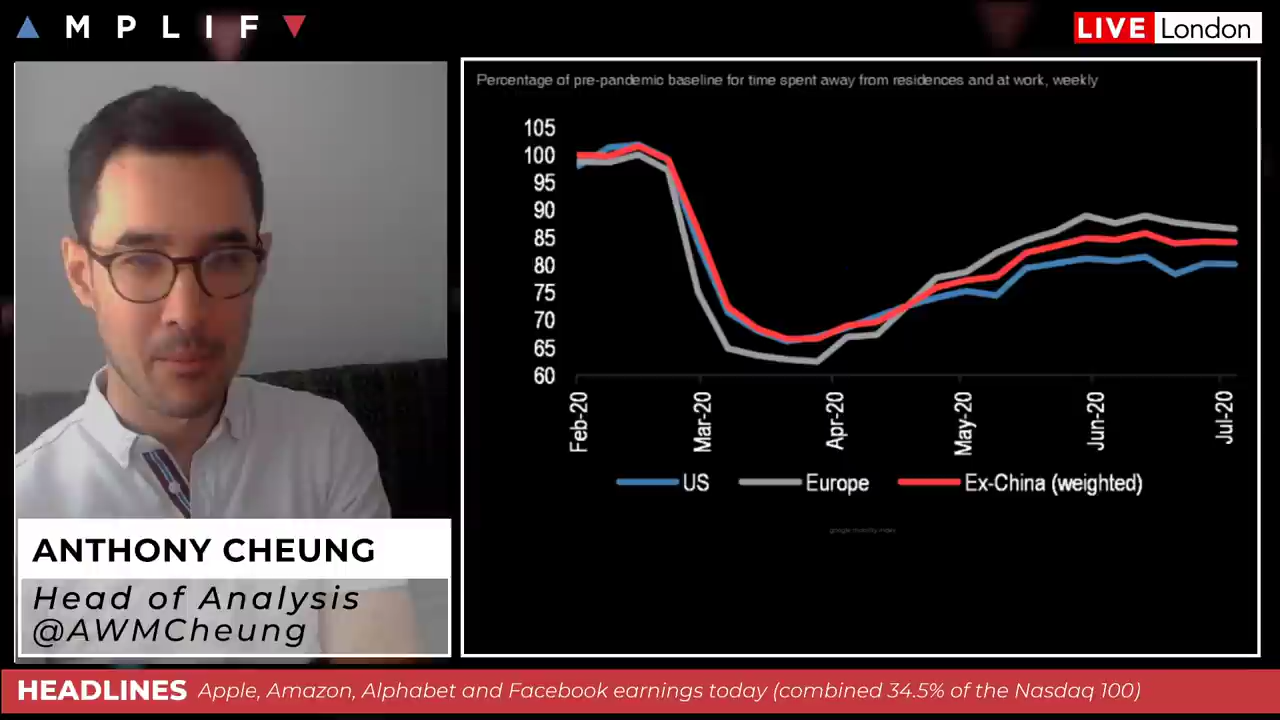 MPLIF
LIVE London
Percentage of pre-pandemic baseline for time spent away from residences and at work, weekly
105
100
95
90
85
80
75
70
65
60
Feb-20
Mar-20
Apr-20
May-20
Jun-20
Jul-20
US
Europe
Ex-China (weighted)
google mobility index
ANTHONY CHEUNG
Head of Analysis
@AWMCheung
HEADLINES Apple, Amazon, Alphabet and Facebook earnings today (combined 34.5% of the Nasdaq 100)